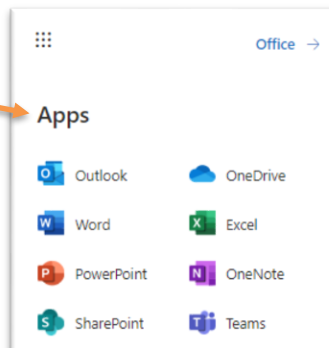 Office →
Apps
Outlook OneDrive
Word Excel
PowerPoint OneNote
SharePoint Teams